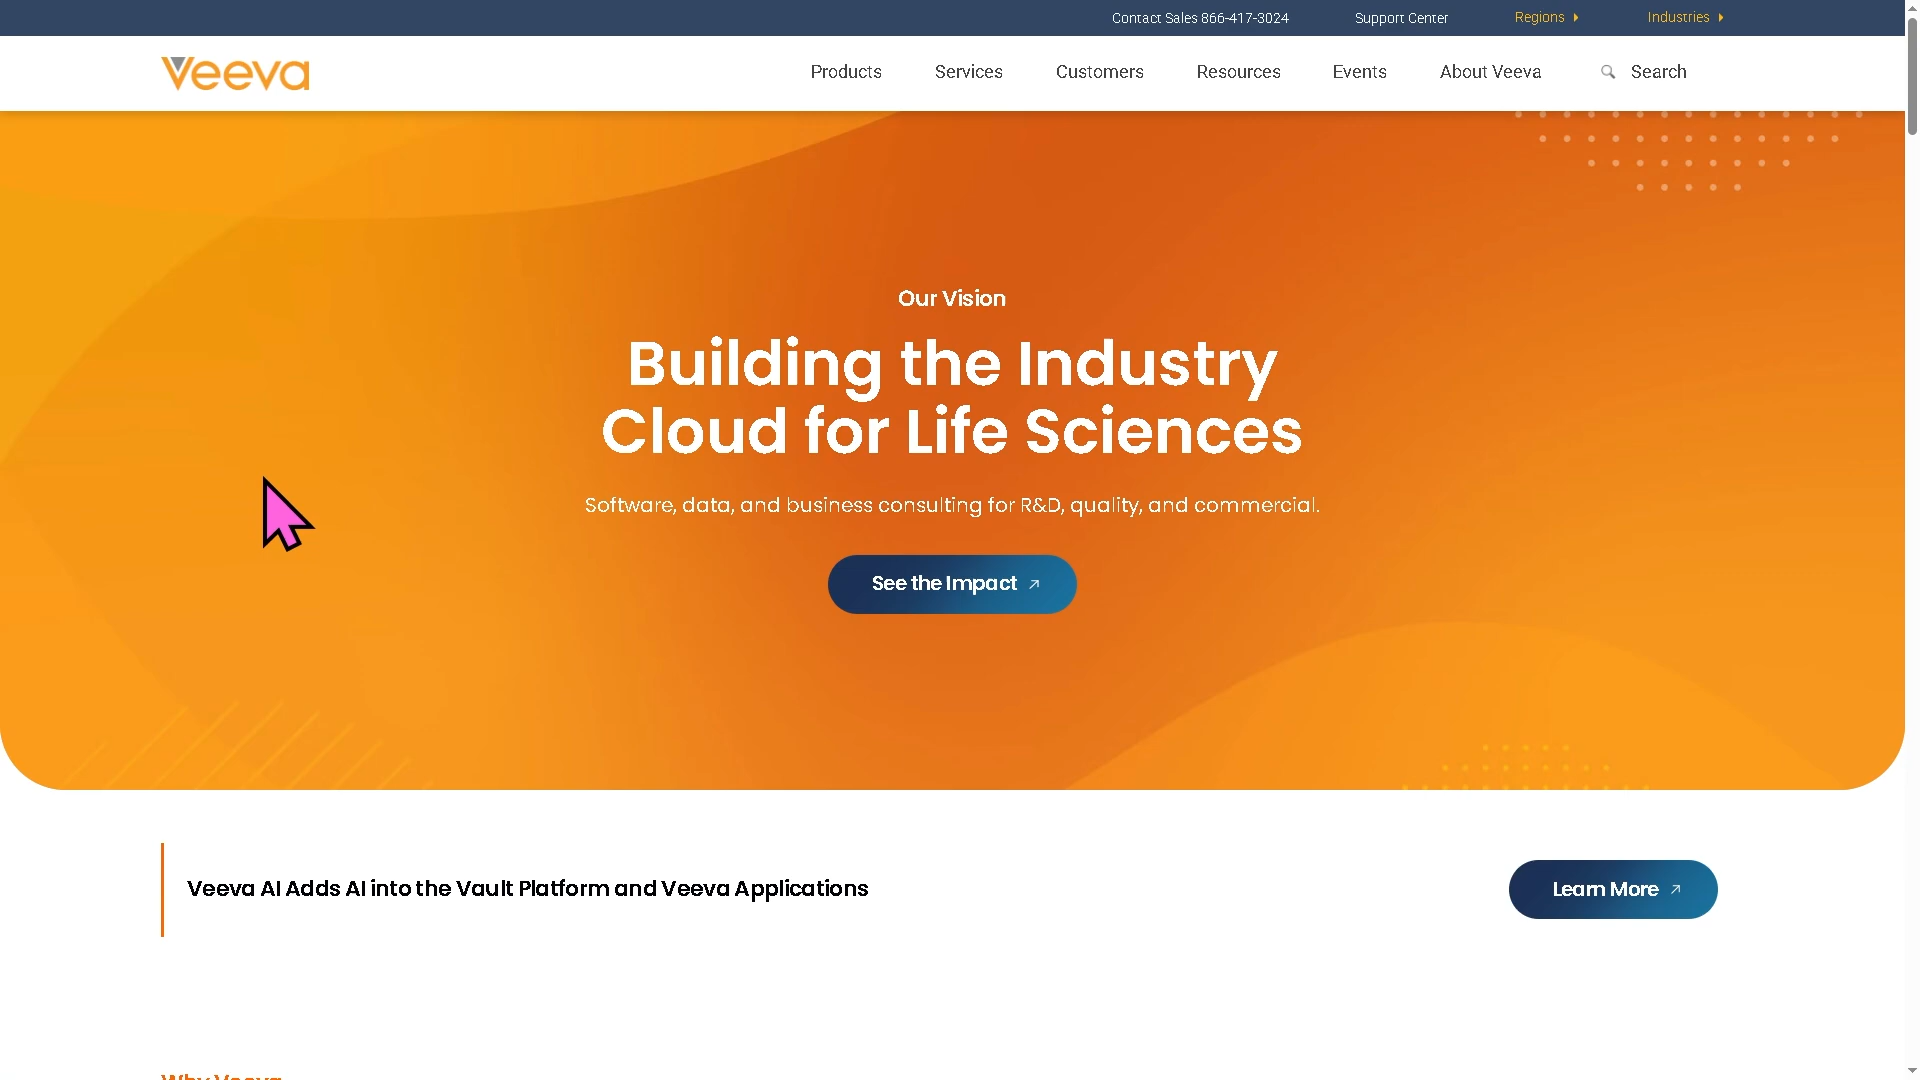 Contact Sales 866-417-3024 Support Center Regions Industries
Veeva Products Services Customers Resources Events About Veeva Search
Our Vision
Building the Industry
Cloud for Life Sciences
Software, data, and business consulting for R&D, quality, and commercial.
See the Impact
Veeva AI Adds AI into the Vault Platform and Veeva Applications
Learn More
Why Veeva